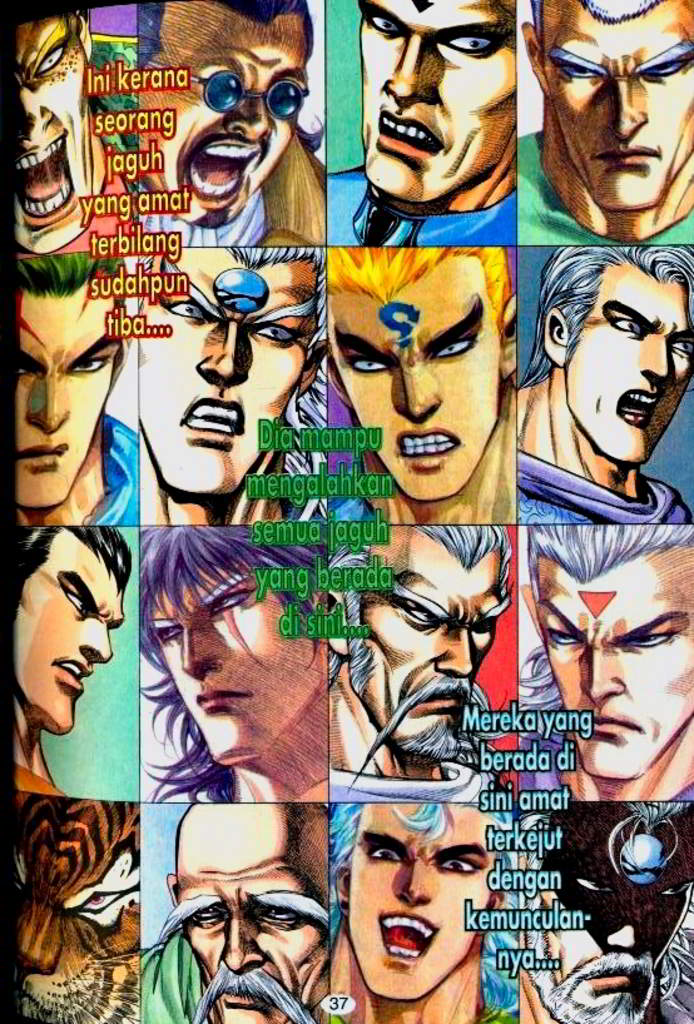 Ini kerana
seorang
jaguh
yang amat
terbilang
sudahpun
tiba....
Dia mampu
mengalahkan
semua jaguh
yang berada
di sini....
Mereka yang
berada di
sini amat
terkejut
dengan
kemunculan-
nya....
37